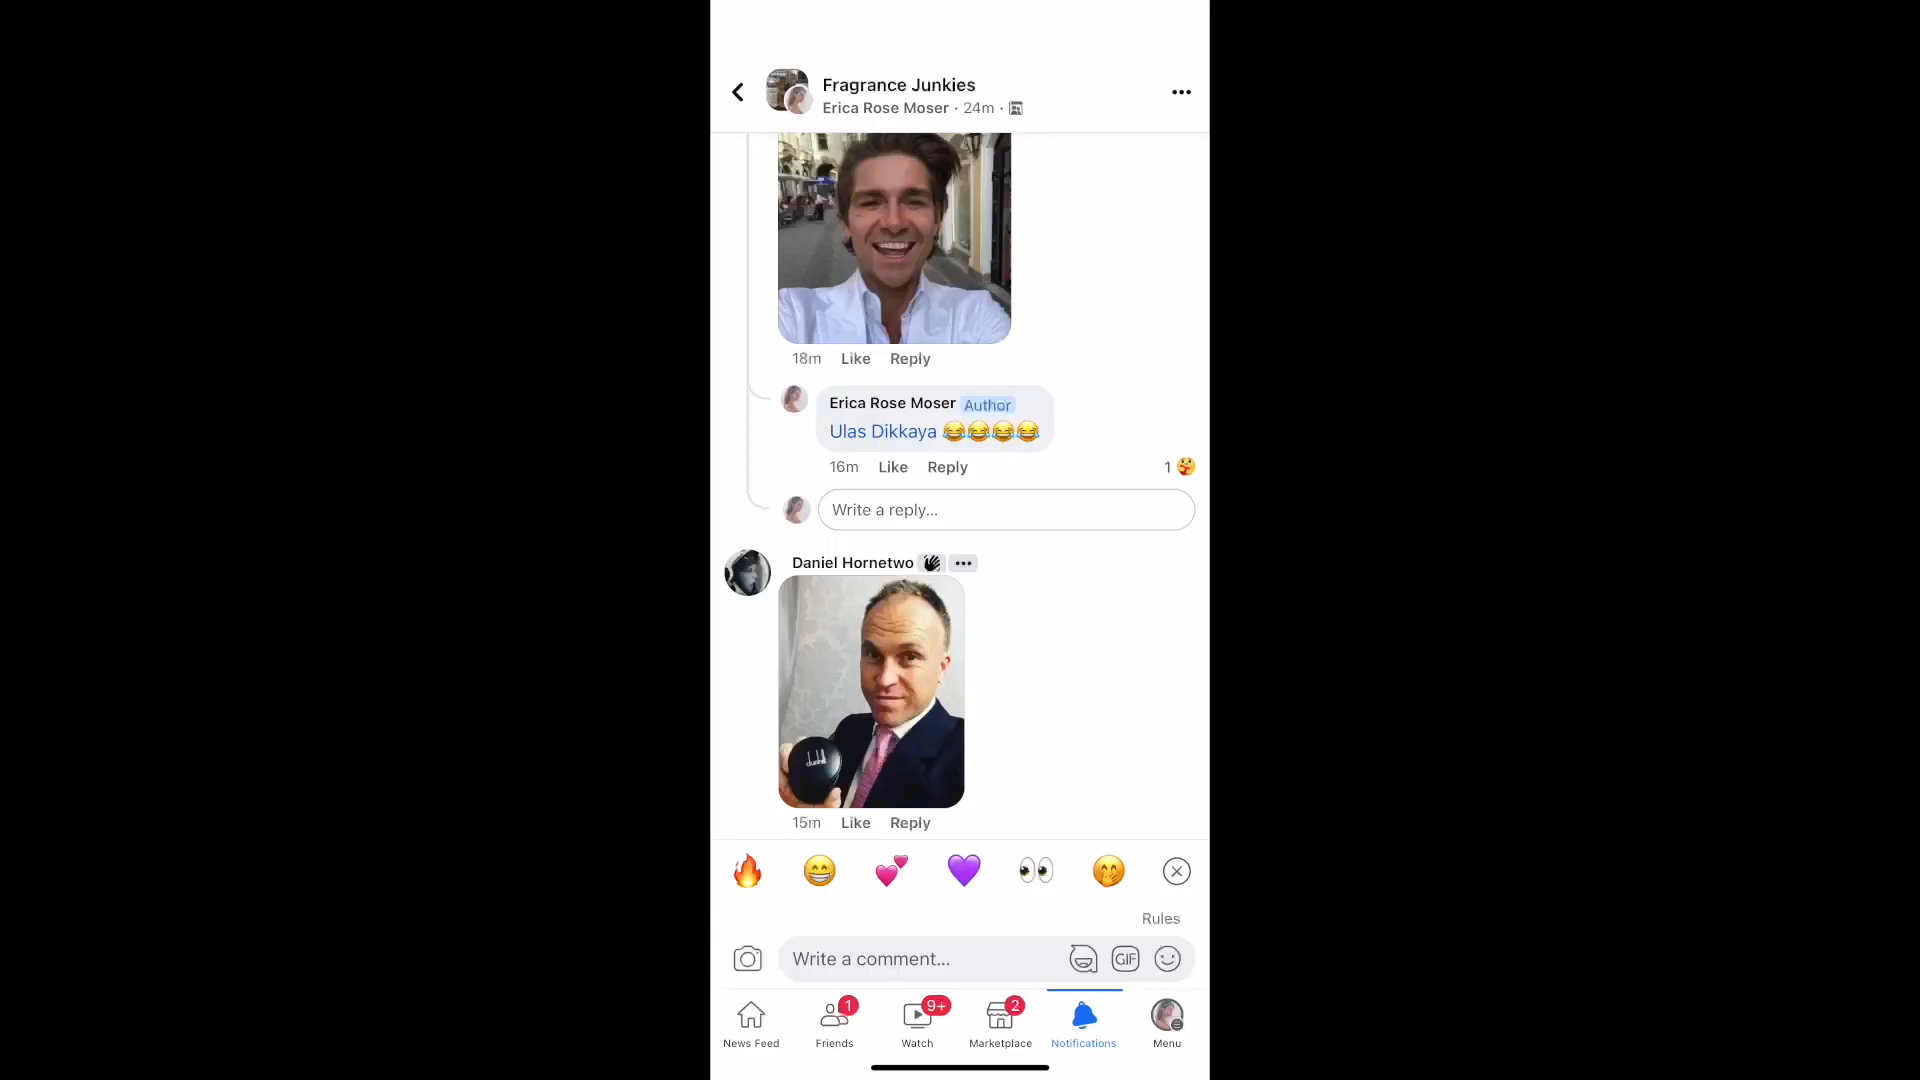 Fragrance Junkies
Erica Rose Moser · 24m ·
18m Like Reply
Erica Rose Moser Author
Ulas Dikkaya 😂😂😂😂
16m Like Reply 1
Write a reply...
Daniel Hornetwo
dunhill
15m Like Reply
Rules
Write a comment...
GIF
1
9+
2
News Feed Friends Watch Marketplace Notifications Menu